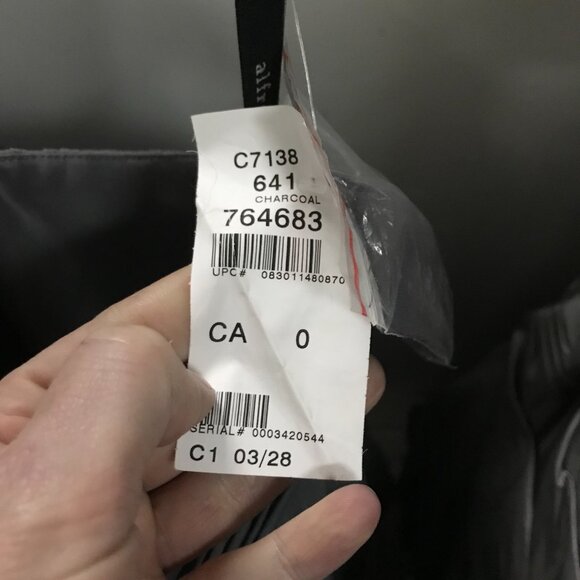 C7138
641
CHARCOAL
764683
UPC# 083011480870
CA 0
SERIAL# 0003420544
C1 03/28